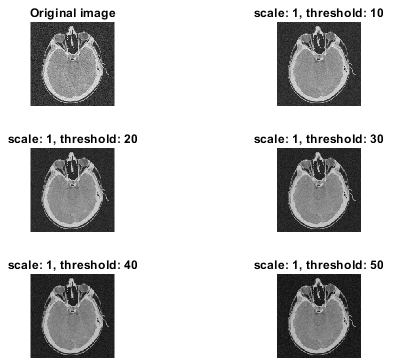 Original image
scale: 1, threshold: 10
scale: 1, threshold: 20
scale: 1, threshold: 30
scale: 1, threshold: 40
scale: 1, threshold: 50